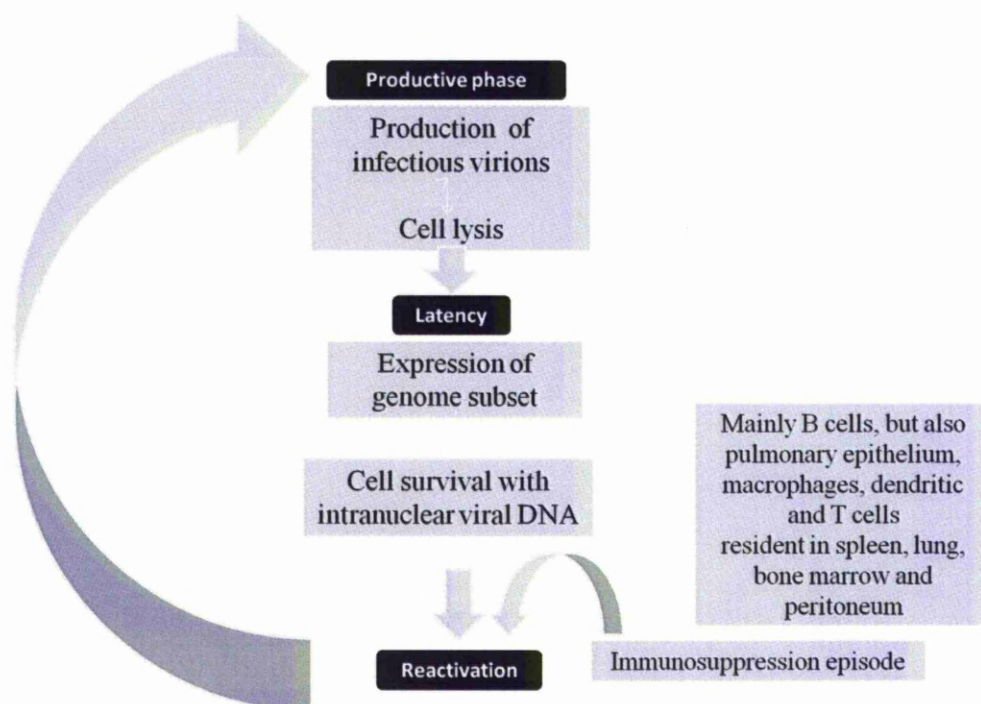 Productive phase
Production of
infectious virions
Cell lysis
Latency
Expression of
genome subset
Cell survival with
intranuclear viral DNA
Mainly B cells, but also
pulmonary epithelium,
macrophages, dendritic
and T cells
resident in spleen, lung,
bone marrow and
peritoneum
Immunosuppression episode
Reactivation